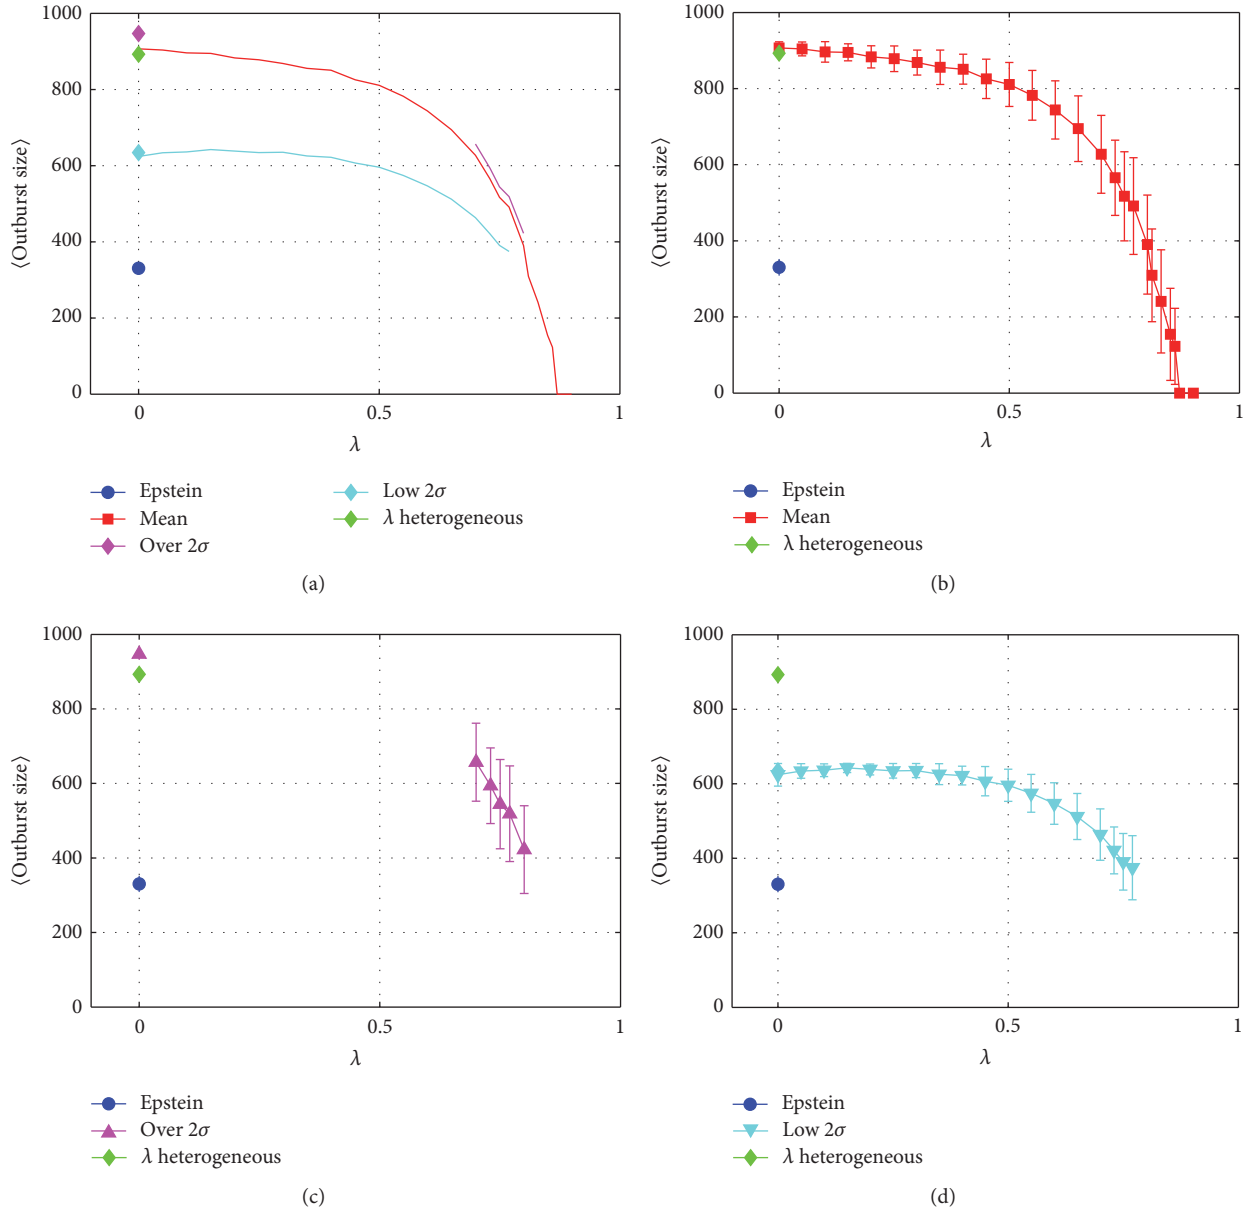 1000
800
600
400
200
0
⟨Outburst size⟩
0
0.5
1
λ
Epstein
Mean
Over 2σ
Low 2σ
λ heterogeneous
(a)
1000
800
600
400
200
0
⟨Outburst size⟩
0
0.5
1
λ
Epstein
Mean
λ heterogeneous
(b)
1000
800
600
400
200
0
⟨Outburst size⟩
0
0.5
1
λ
Epstein
Over 2σ
λ heterogeneous
(c)
1000
800
600
400
200
0
⟨Outburst size⟩
0
0.5
1
λ
Epstein
Low 2σ
λ heterogeneous
(d)